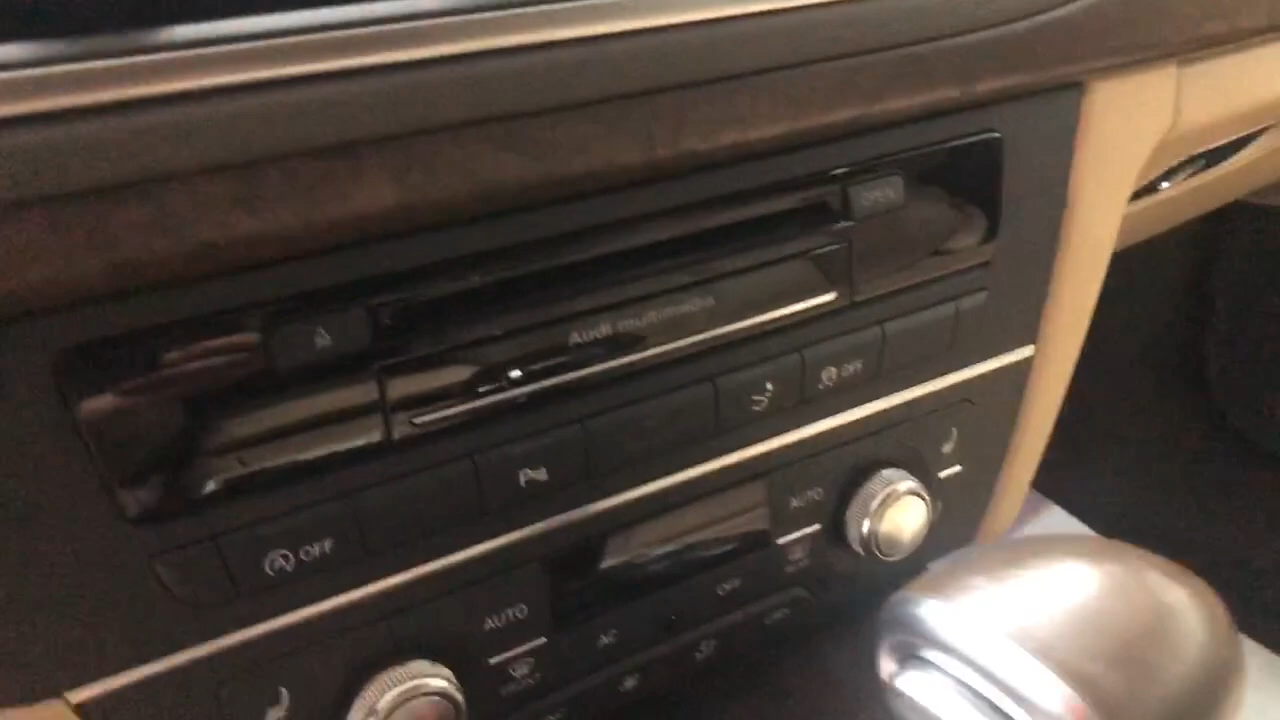 OPEN
Audi multimedia
OFF
OFF
AUTO
AUTO
AC
OFF